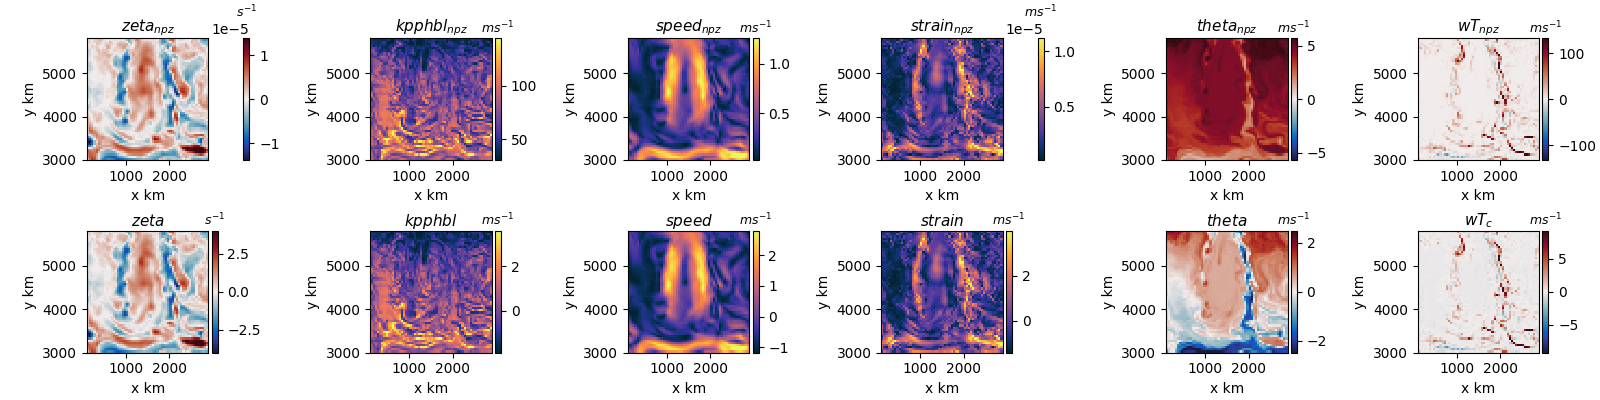 s⁻¹ ms⁻¹
zeta_npz 1e−5 kpphbl_npz ms⁻¹ speed_npz ms⁻¹ strain_npz 1e−5 theta_npz ms⁻¹ wT_npz ms⁻¹
y km 5000 4000 3000 1 0 −1 y km 5000 4000 3000 100 50 y km 5000 4000 3000 1.0 0.5 y km 5000 4000 3000 1.0 0.5 y km 5000 4000 3000 5 0 −5 y km 5000 4000 3000 100 0 −100
1000 2000 1000 2000 1000 2000 1000 2000 1000 2000 1000 2000
x km x km x km x km x km x km
zeta s⁻¹ kpphbl ms⁻¹ speed ms⁻¹ strain ms⁻¹ theta ms⁻¹ wT_c ms⁻¹
y km 5000 4000 3000 2.5 0.0 −2.5 y km 5000 4000 3000 2 0 y km 5000 4000 3000 2 1 0 −1 y km 5000 4000 3000 2 0 y km 5000 4000 3000 2 0 −2 y km 5000 4000 3000 5 0 −5
1000 2000 1000 2000 1000 2000 1000 2000 1000 2000 1000 2000
x km x km x km x km x km x km